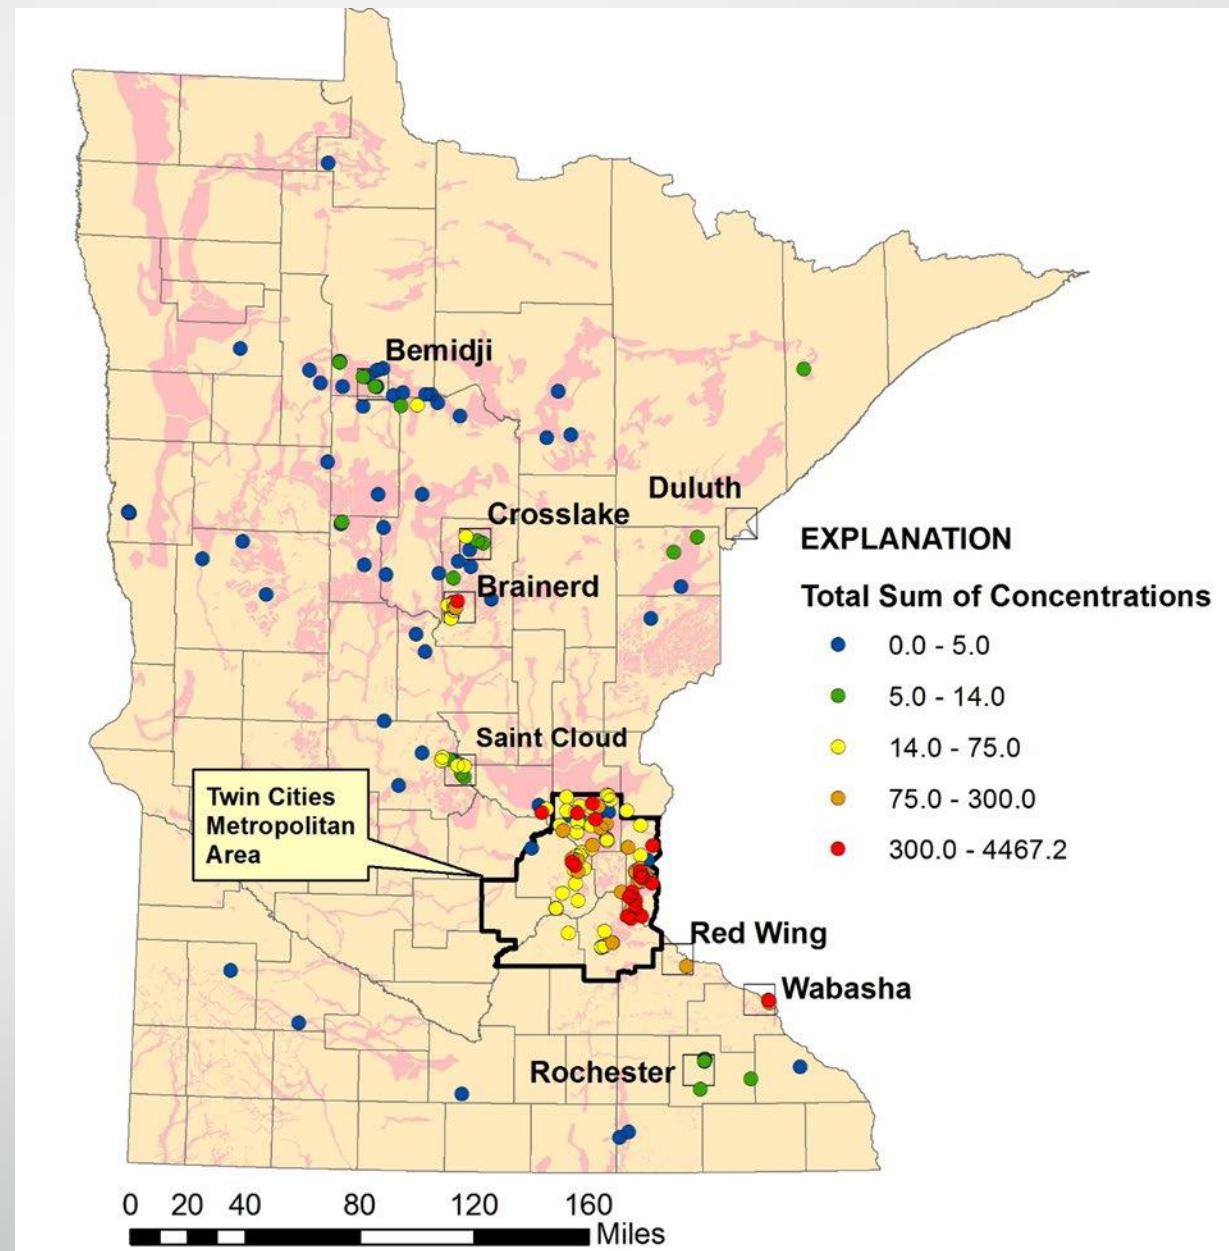 Bemidji
Duluth
Crosslake
EXPLANATION
Brainerd
Total Sum of Concentrations
0.0 - 5.0
5.0 - 14.0
Saint Cloud
14.0 - 75.0
Twin Cities
Metropolitan
Area
75.0 - 300.0
300.0 - 4467.2
Red Wing
Wabasha
Rochester
0 20 40 80 120 160
Miles